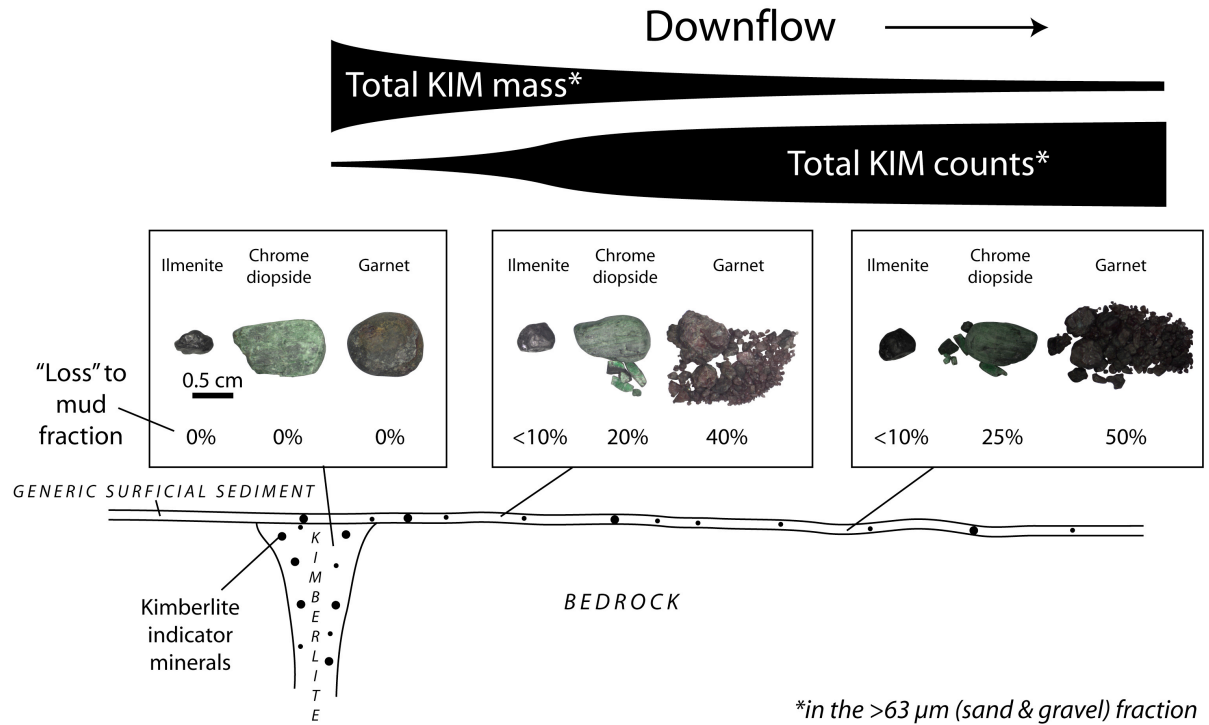 Downflow
Total KIM mass*
Total KIM counts*
Ilmenite
Chrome
diopside
Garnet
0.5 cm
0%
0%
0%
Ilmenite
Chrome
diopside
Garnet
<10%
20%
40%
Ilmenite
Chrome
diopside
Garnet
<10%
25%
50%
"Loss" to
mud
fraction
GENERIC SURFICIAL SEDIMENT
KIMBERLITE
Kimberlite
indicator
minerals
BEDROCK
*in the >63 µm (sand & gravel) fraction